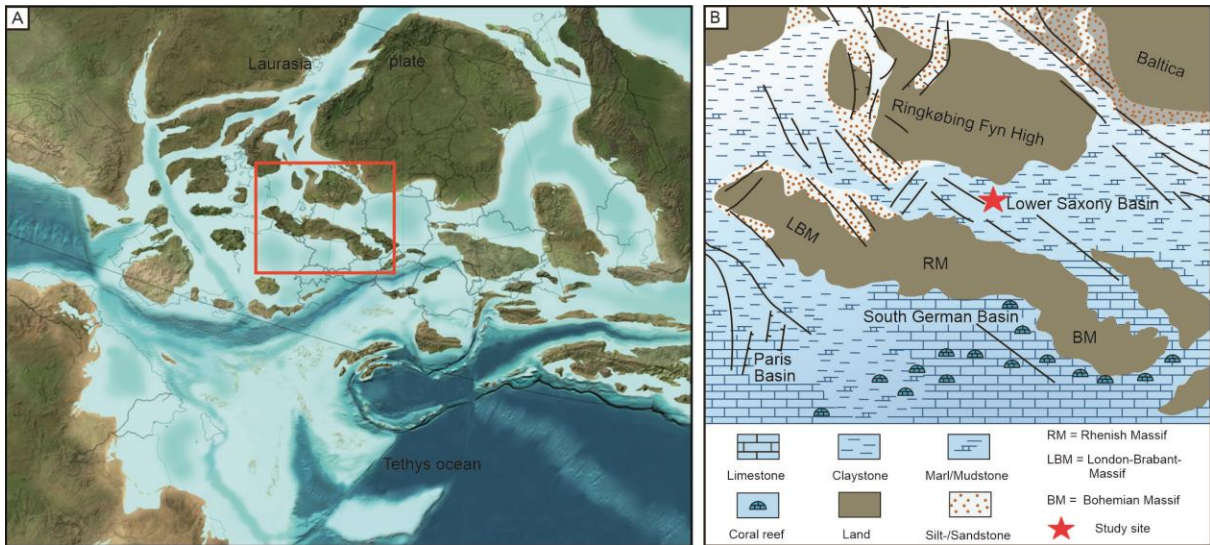 A
Laurasia plate
Tethys ocean
B
Baltica
Ringkøbing Fyn High
Lower Saxony Basin
LBM
RM
South German Basin
BM
Paris
Basin
Limestone
Claystone
Marl/Mudstone
RM = Rhenish Massif
LBM = London-Brabant-
Massif
Coral reef
Land
Silt-/Sandstone
BM = Bohemian Massif
Study site